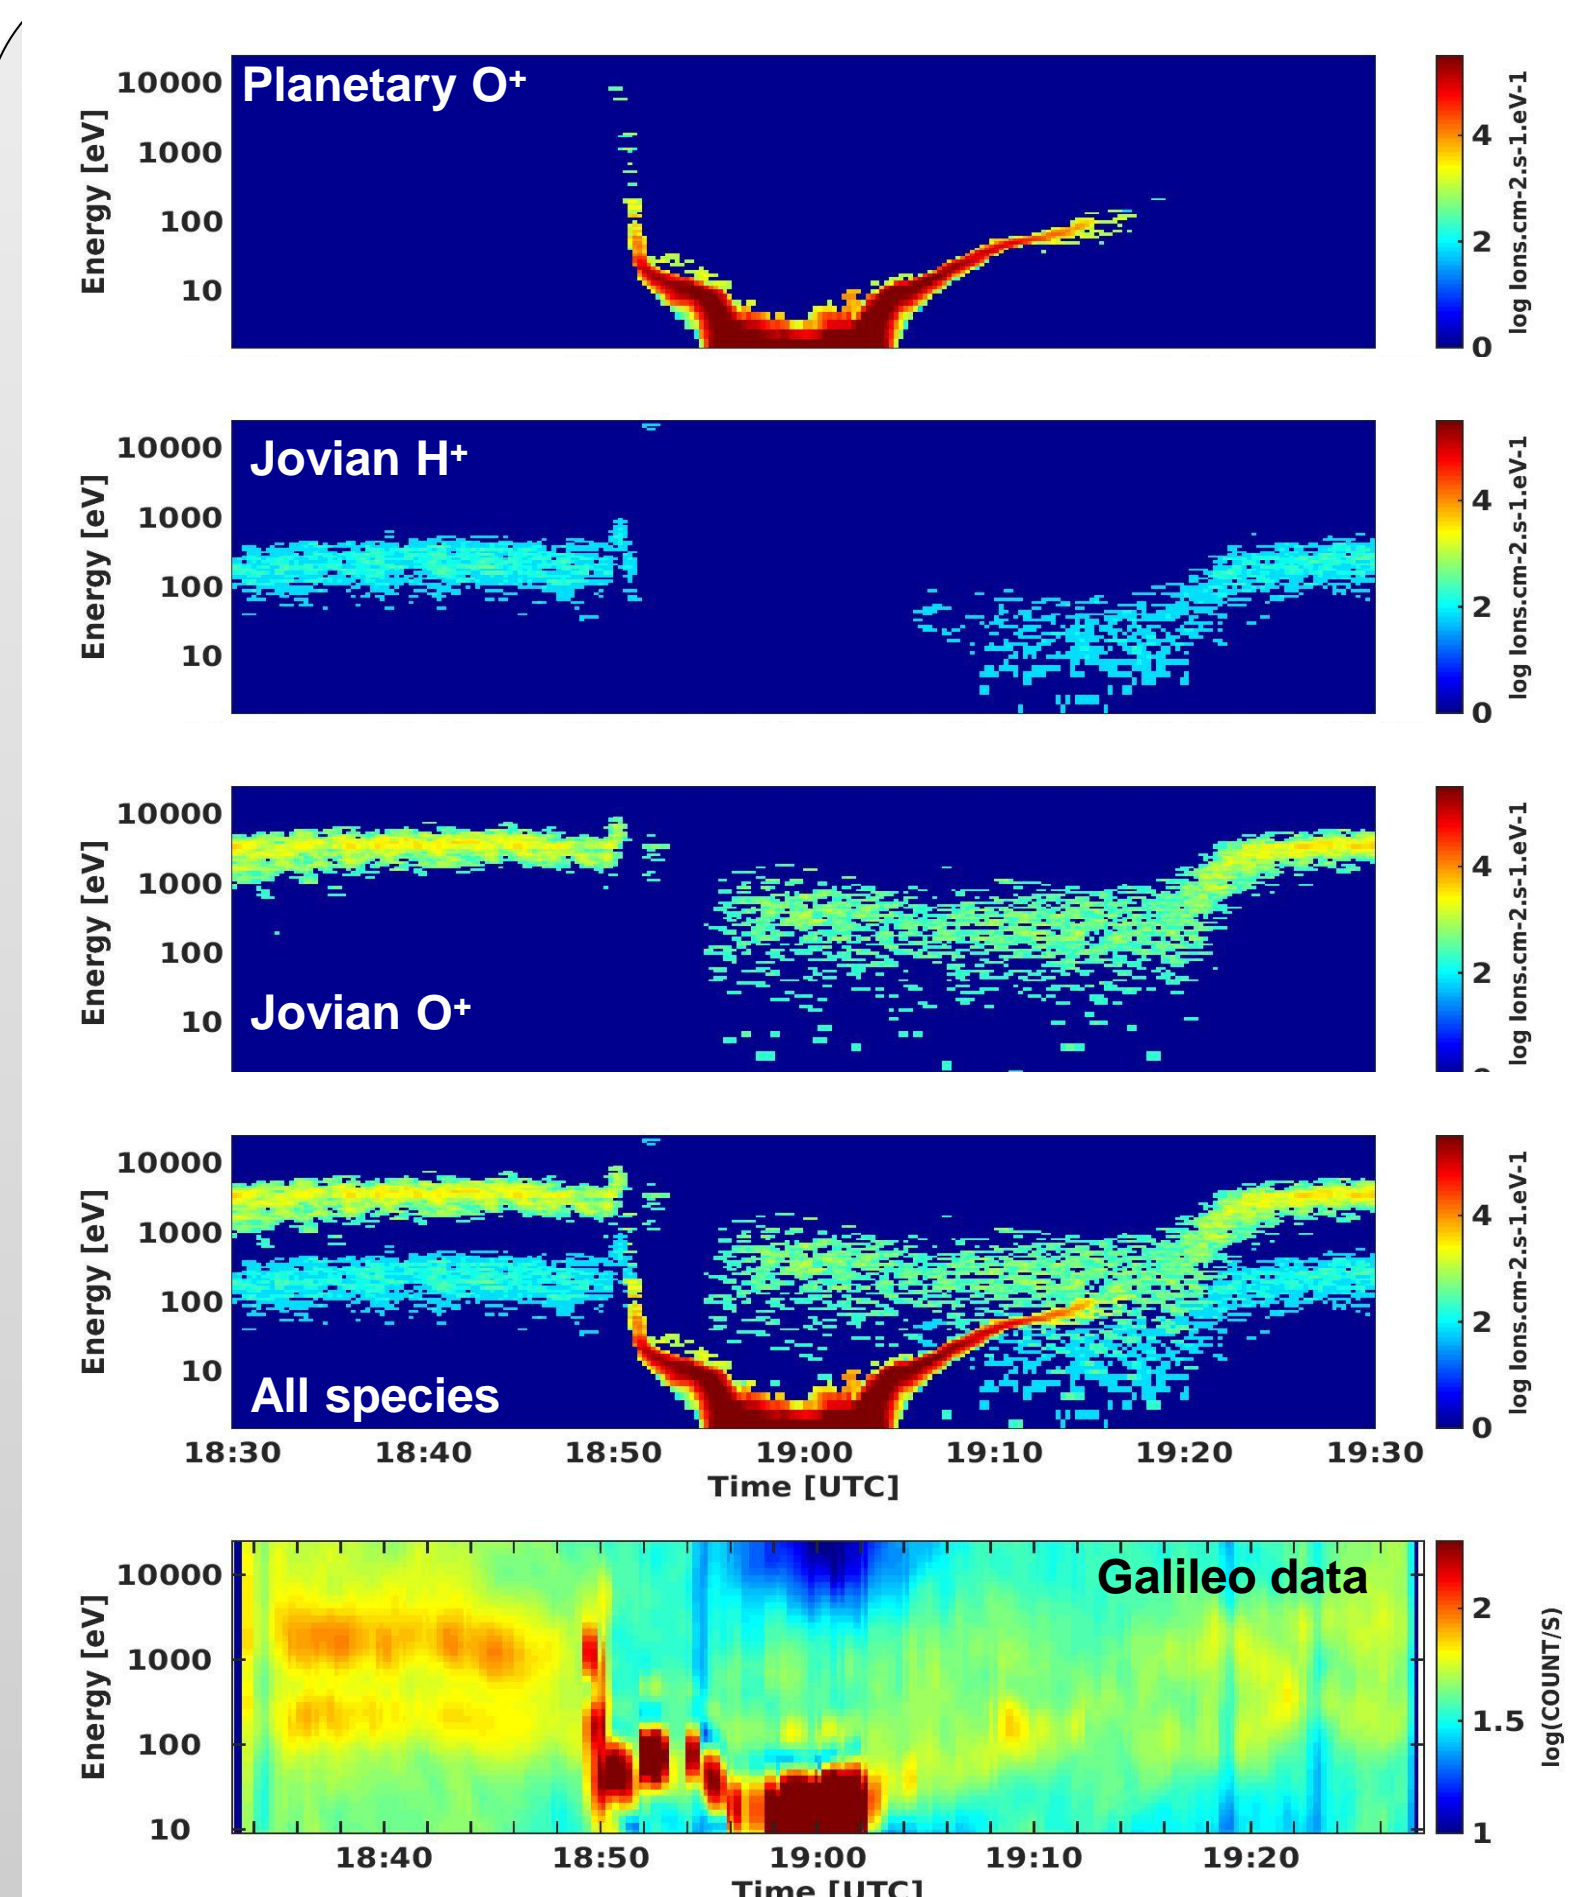 Planetary O⁺
10000
1000
100
10
Energy [eV]
4
2
0
log Ions.cm-2.s-1.eV-1
Jovian H⁺
10000
1000
100
10
Energy [eV]
4
2
0
log Ions.cm-2.s-1.eV-1
10000
1000
100
10
Energy [eV]
Jovian O⁺
4
2
log Ions.cm-2.s-1.eV-1
10000
1000
100
10
Energy [eV]
All species
4
2
0
log Ions.cm-2.s-1.eV-1
18:30 18:40 18:50 19:00 19:10 19:20 19:30
Time [UTC]
Galileo data
10000
1000
100
10
Energy [eV]
2
1.5
1
log(COUNT/S)
18:40 18:50 19:00 19:10 19:20
Time [UTC]